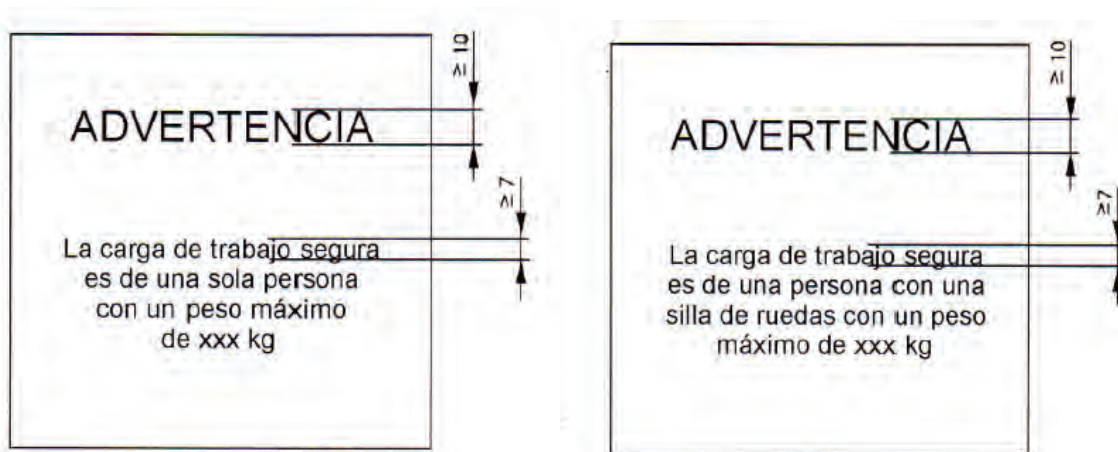 ≥ 10
ADVERTENCIA
≥ 7
La carga de trabajo segura
es de una sola persona
con un peso máximo
de xxx kg
≥ 10
ADVERTENCIA
≥7
La carga de trabajo segura
es de una persona con una
silla de ruedas con un peso
máximo de xxx kg